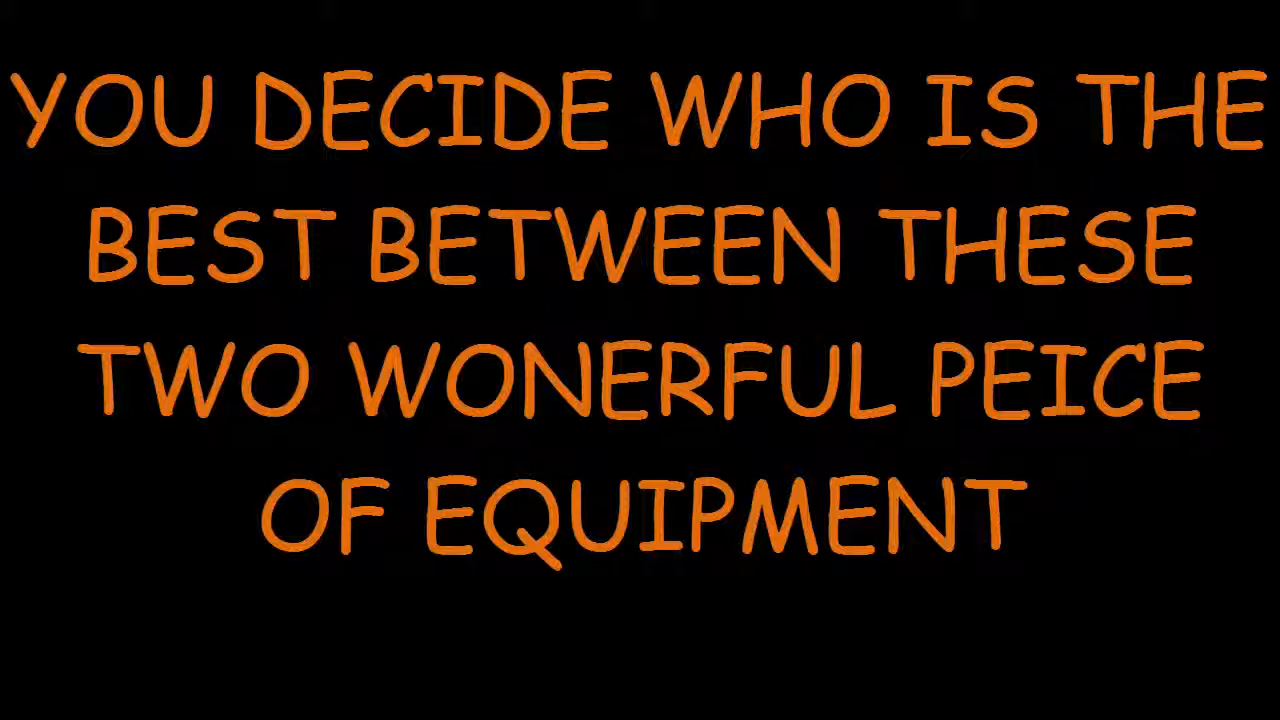 YOU DECIDE WHO IS THE
BEST BETWEEN THESE
TWO WONERFUL PEICE
OF EQUIPMENT